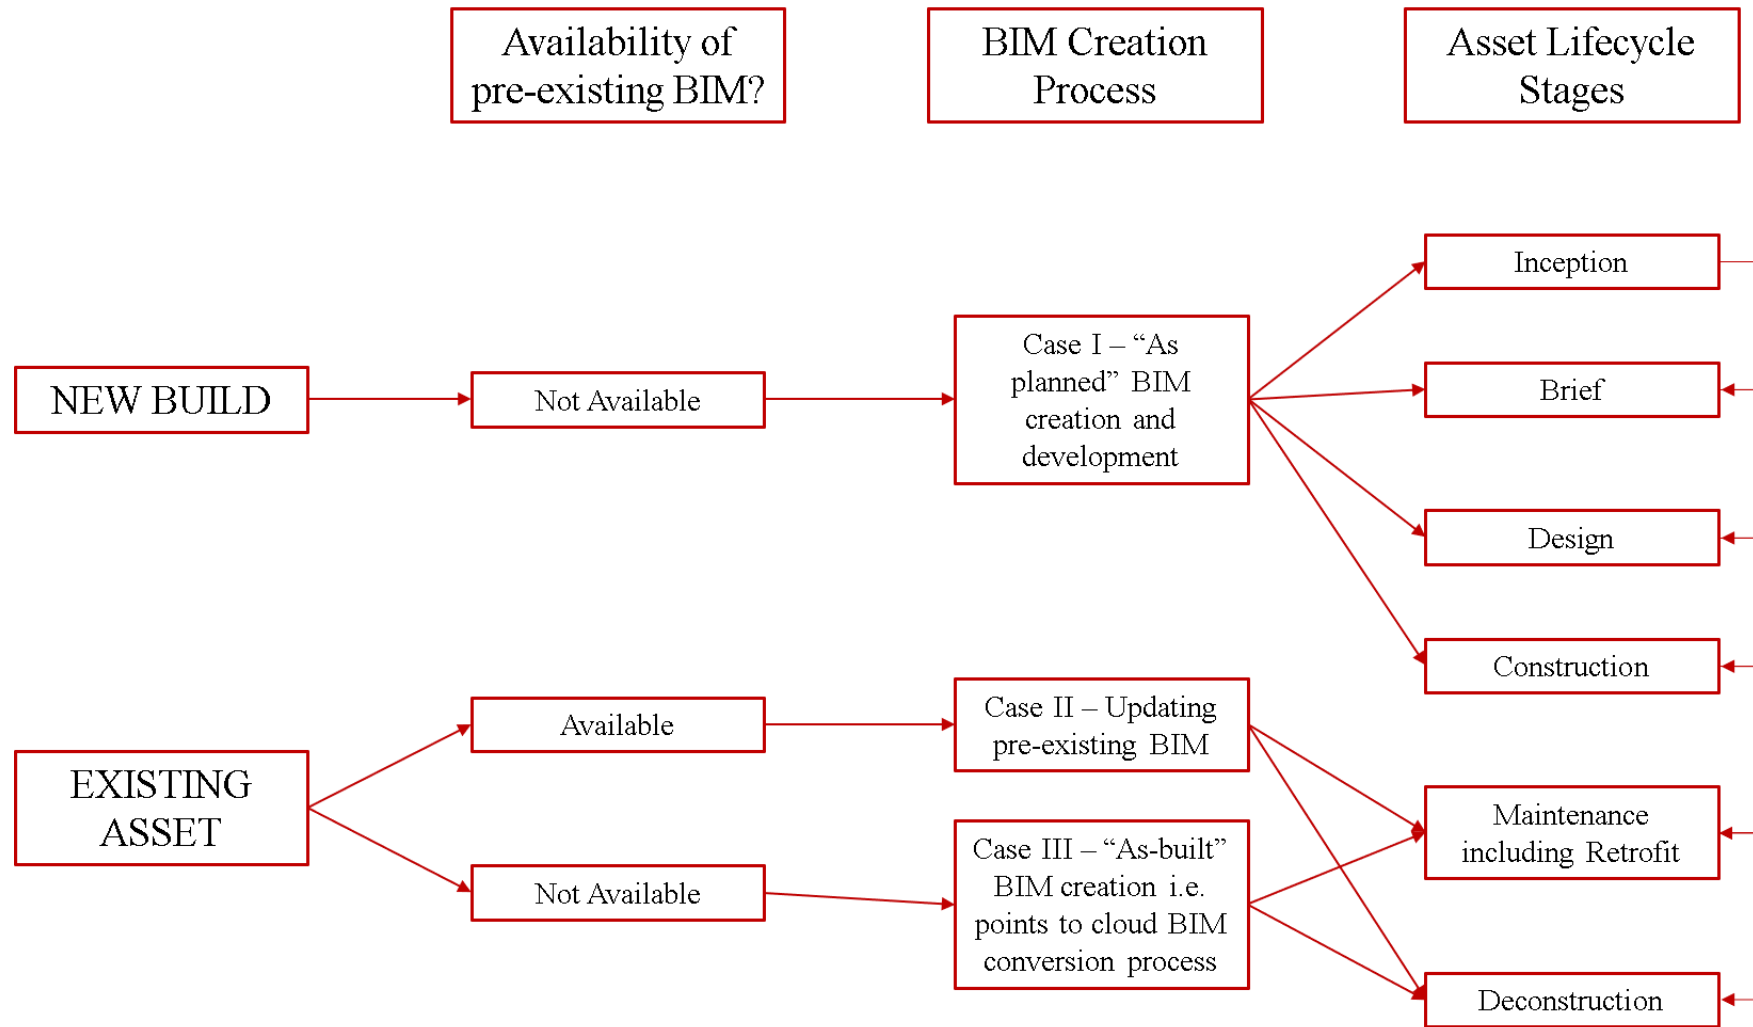 Availability of
pre-existing BIM?
BIM Creation
Process
Asset Lifecycle
Stages
Inception
Case I – “As
planned” BIM
creation and
development
NEW BUILD
Not Available
Brief
Design
Construction
Available
Case II – Updating
pre-existing BIM
EXISTING
ASSET
Not Available
Case III – “As-built”
BIM creation i.e.
points to cloud BIM
conversion process
Maintenance
including Retrofit
Deconstruction